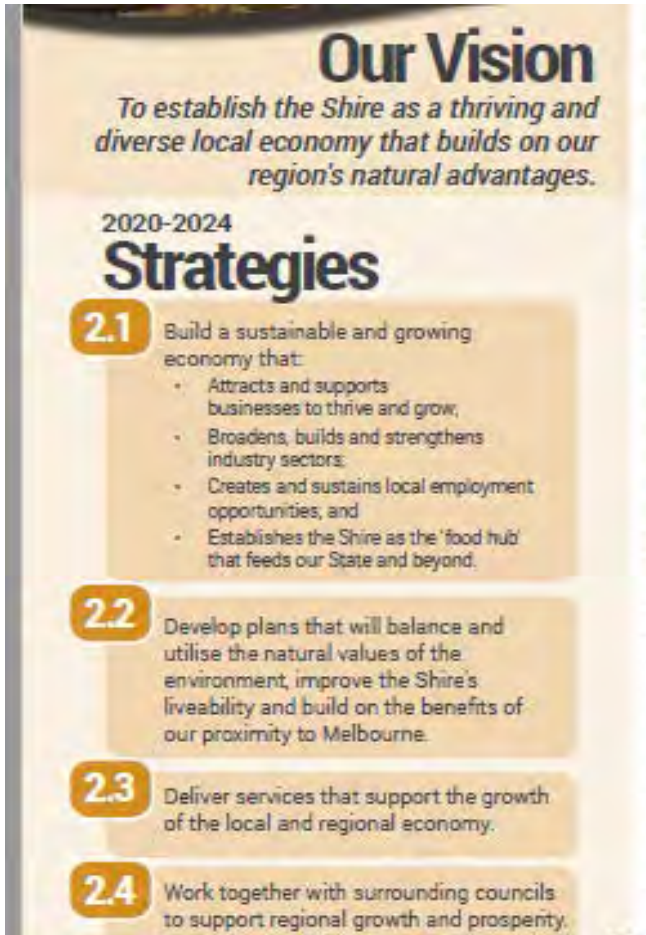 Our Vision
To establish the Shire as a thriving and
diverse local economy that builds on our
region's natural advantages.
2020-2024
Strategies
2.1
Build a sustainable and growing
economy that:
· Attracts and supports
businesses to thrive and grow;
· Broadens, builds and strengthens
industry sectors;
· Creates and sustains local employment
opportunities; and
· Establishes the Shire as the 'food hub'
that feeds our State and beyond.
2.2
Develop plans that will balance and
utilise the natural values of the
environment, improve the Shire's
liveability and build on the benefits of
our proximity to Melbourne.
2.3
Deliver services that support the growth
of the local and regional economy.
2.4
Work together with surrounding councils
to support regional growth and prosperity.